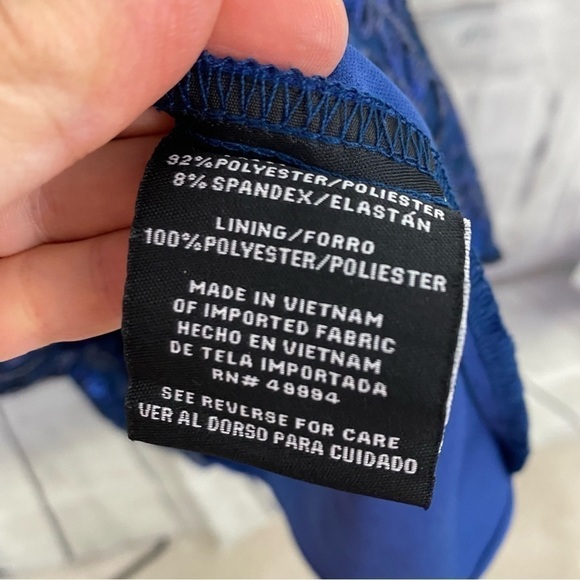 92%POLYESTER/POLIESTER
8%SPANDEX/ELASTÁN
LINING/FORRO
100%POLYESTER/POLIESTER
MADE IN VIETNAM
OF IMPORTED FABRIC
HECHO EN VIETNAM
DE TELA IMPORTADA
RN# 49994
SEE REVERSE FOR CARE
VER AL DORSO PARA CUIDADO